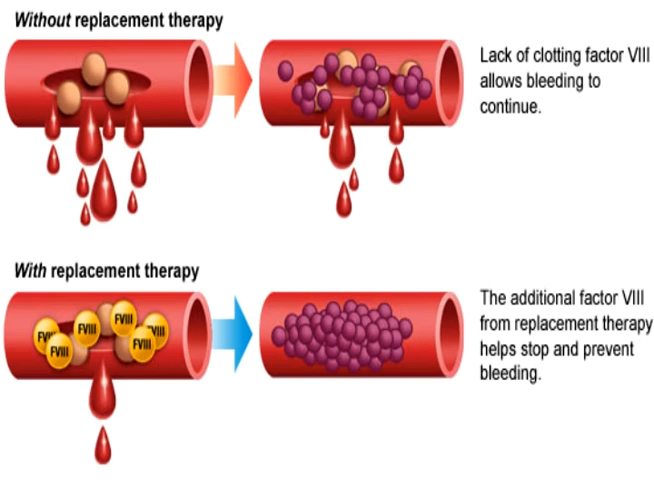 Without replacement therapy
Lack of clotting factor VIII
allows bleeding to
continue.
With replacement therapy
FVIII
FVIII
FVIII
FVIII
FVIII
FVIII
The additional factor VIII
from replacement therapy
helps stop and prevent
bleeding.